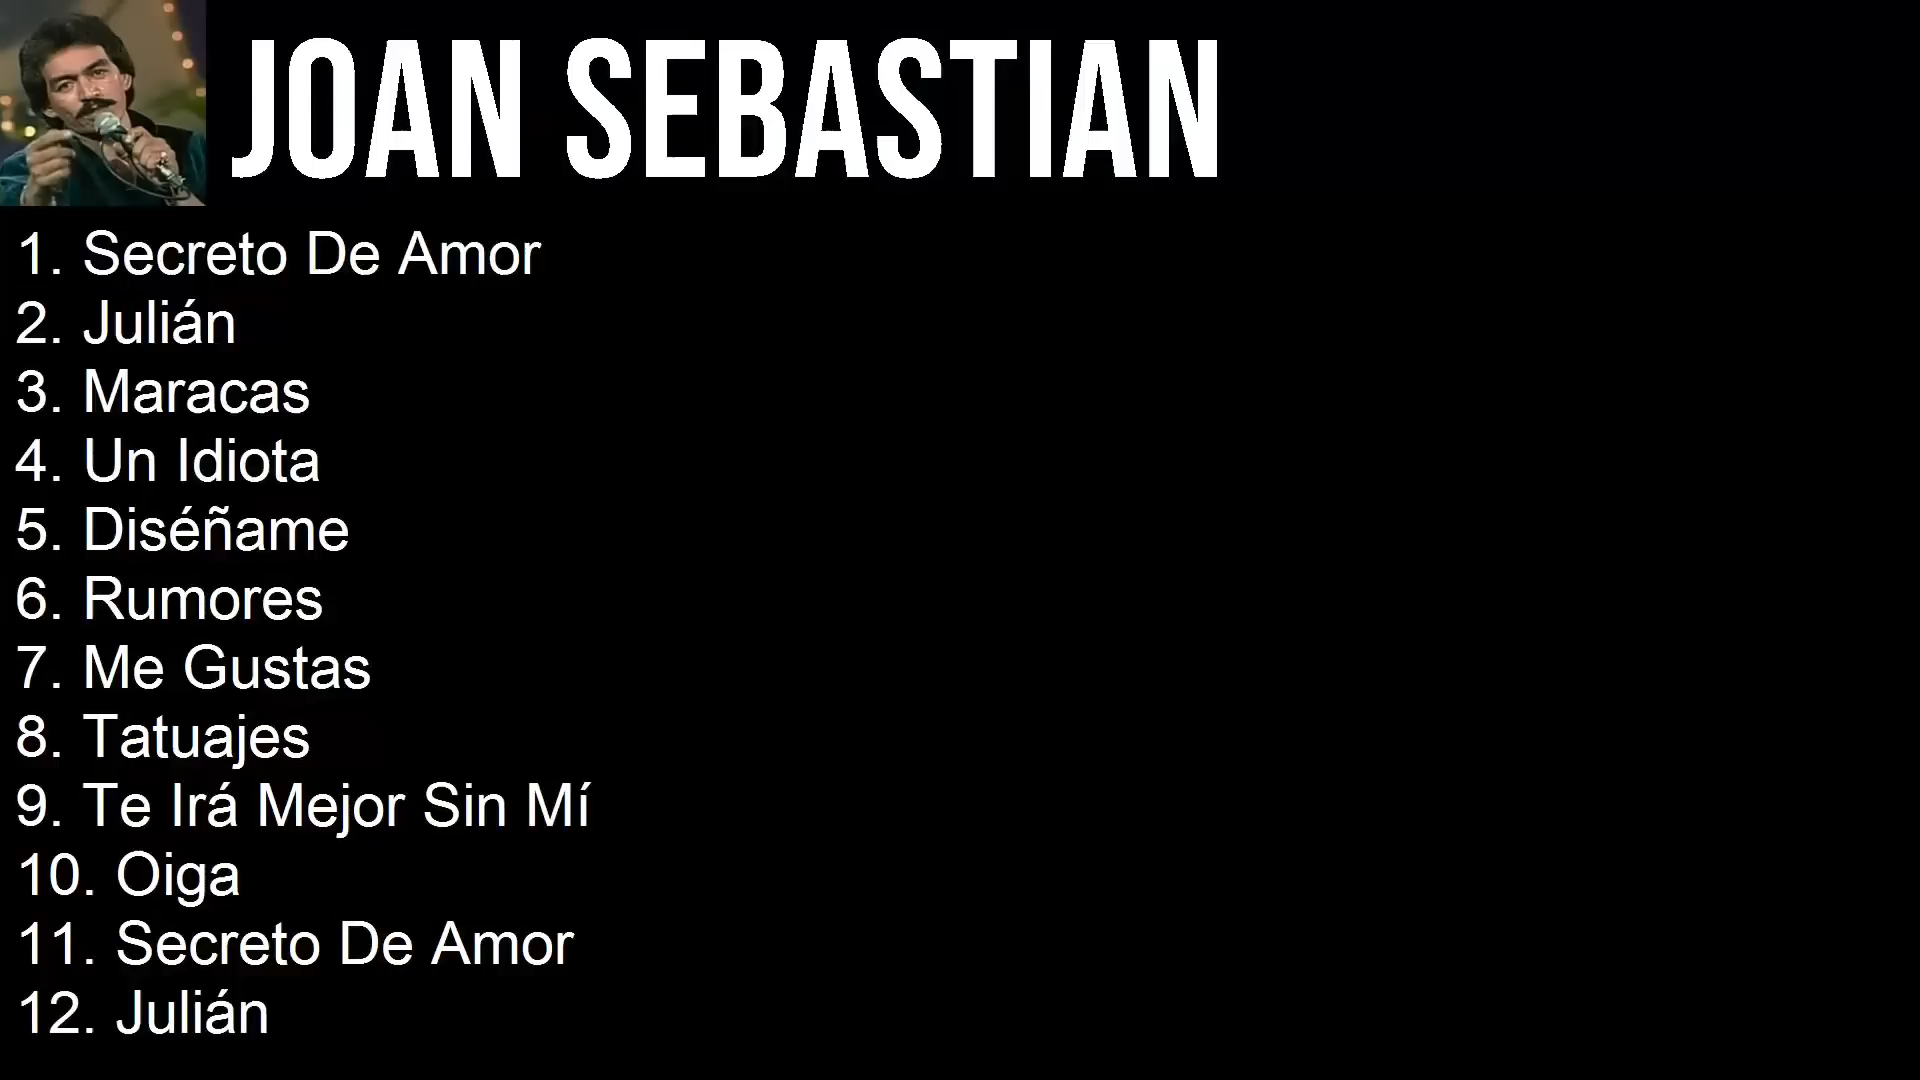 JOAN SEBASTIAN
1. Secreto De Amor
2. Julián
3. Maracas
4. Un Idiota
5. Diséñame
6. Rumores
7. Me Gustas
8. Tatuajes
9. Te Irá Mejor Sin Mí
10. Oiga
11. Secreto De Amor
12. Julián